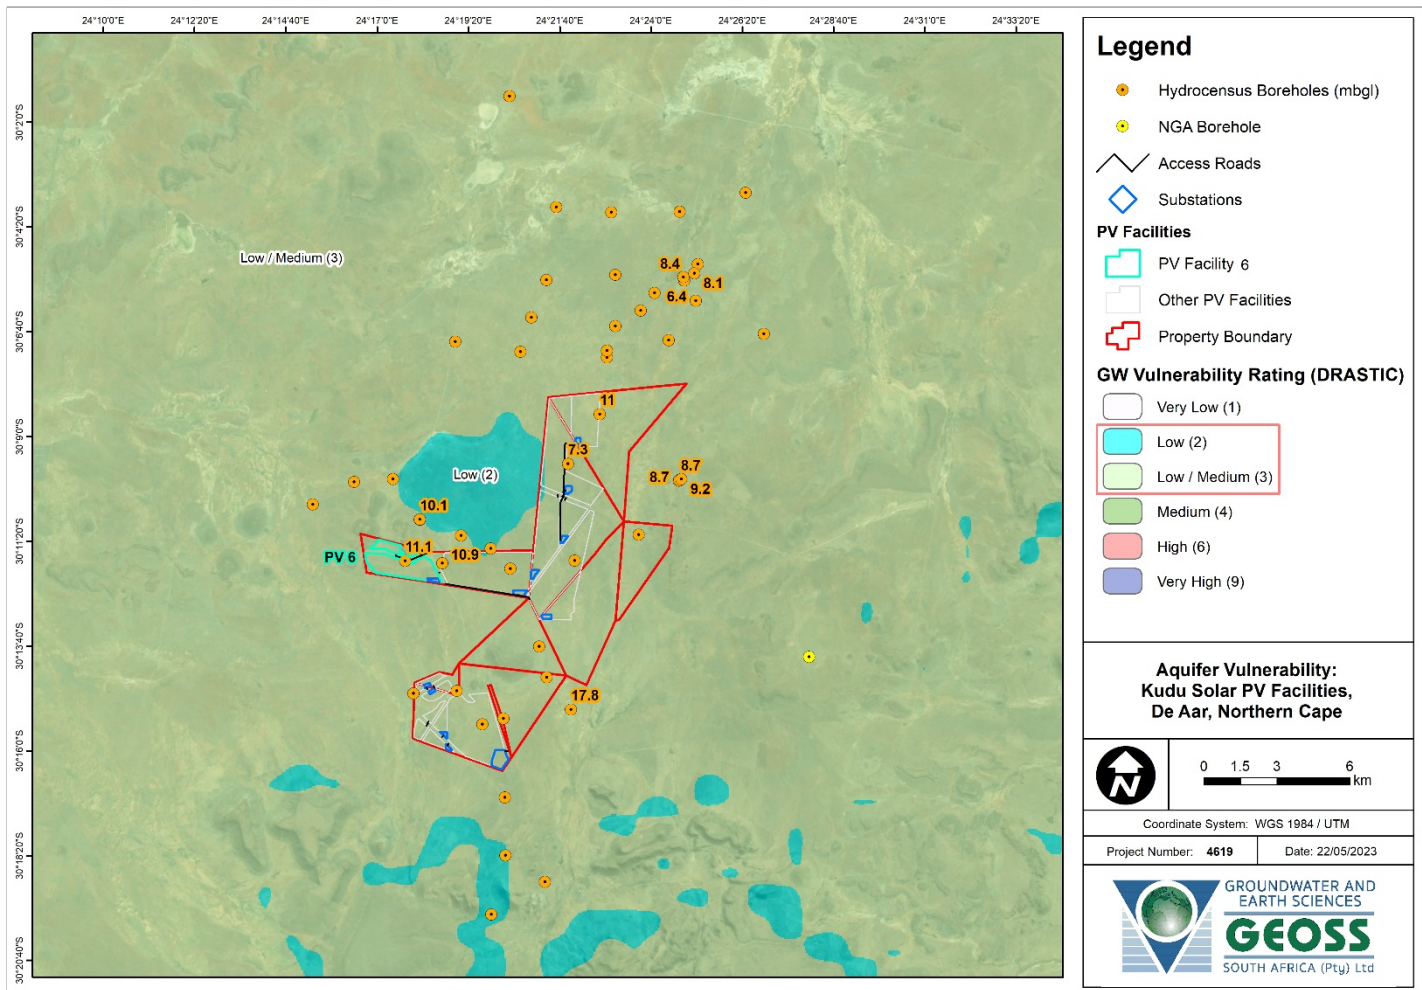 24°10'0"E
24°12'20"E
24°14'40"E
24°17'0"E
24°19'20"E
24°21'40"E
24°24'0"E
24°26'20"E
24°28'40"E
24°31'0"E
24°33'20"E
30°2'0"S
30°4'20"S
30°6'40"S
30°9'0"S
30°11'20"S
30°13'40"S
30°16'0"S
30°18'20"S
30°20'40"S
Low / Medium (3)
8.4
8.1
6.4
11
7.3
Low (2)
8.7
8.7
9.2
10.1
11.1
10.9
PV 6
17.8
Legend
Hydrocensus Boreholes (mbgl)
NGA Borehole
Access Roads
Substations
PV Facilities
PV Facility 6
Other PV Facilities
Property Boundary
GW Vulnerability Rating (DRASTIC)
Very Low (1)
Low (2)
Low / Medium (3)
Medium (4)
High (6)
Very High (9)
Aquifer Vulnerability:
Kudu Solar PV Facilities,
De Aar, Northern Cape
N
0 1.5 3 6
km
Coordinate System: WGS 1984 / UTM
Project Number: 4619
Date: 22/05/2023
GROUNDWATER AND
EARTH SCIENCES
GEOSS
SOUTH AFRICA (Pty) Ltd